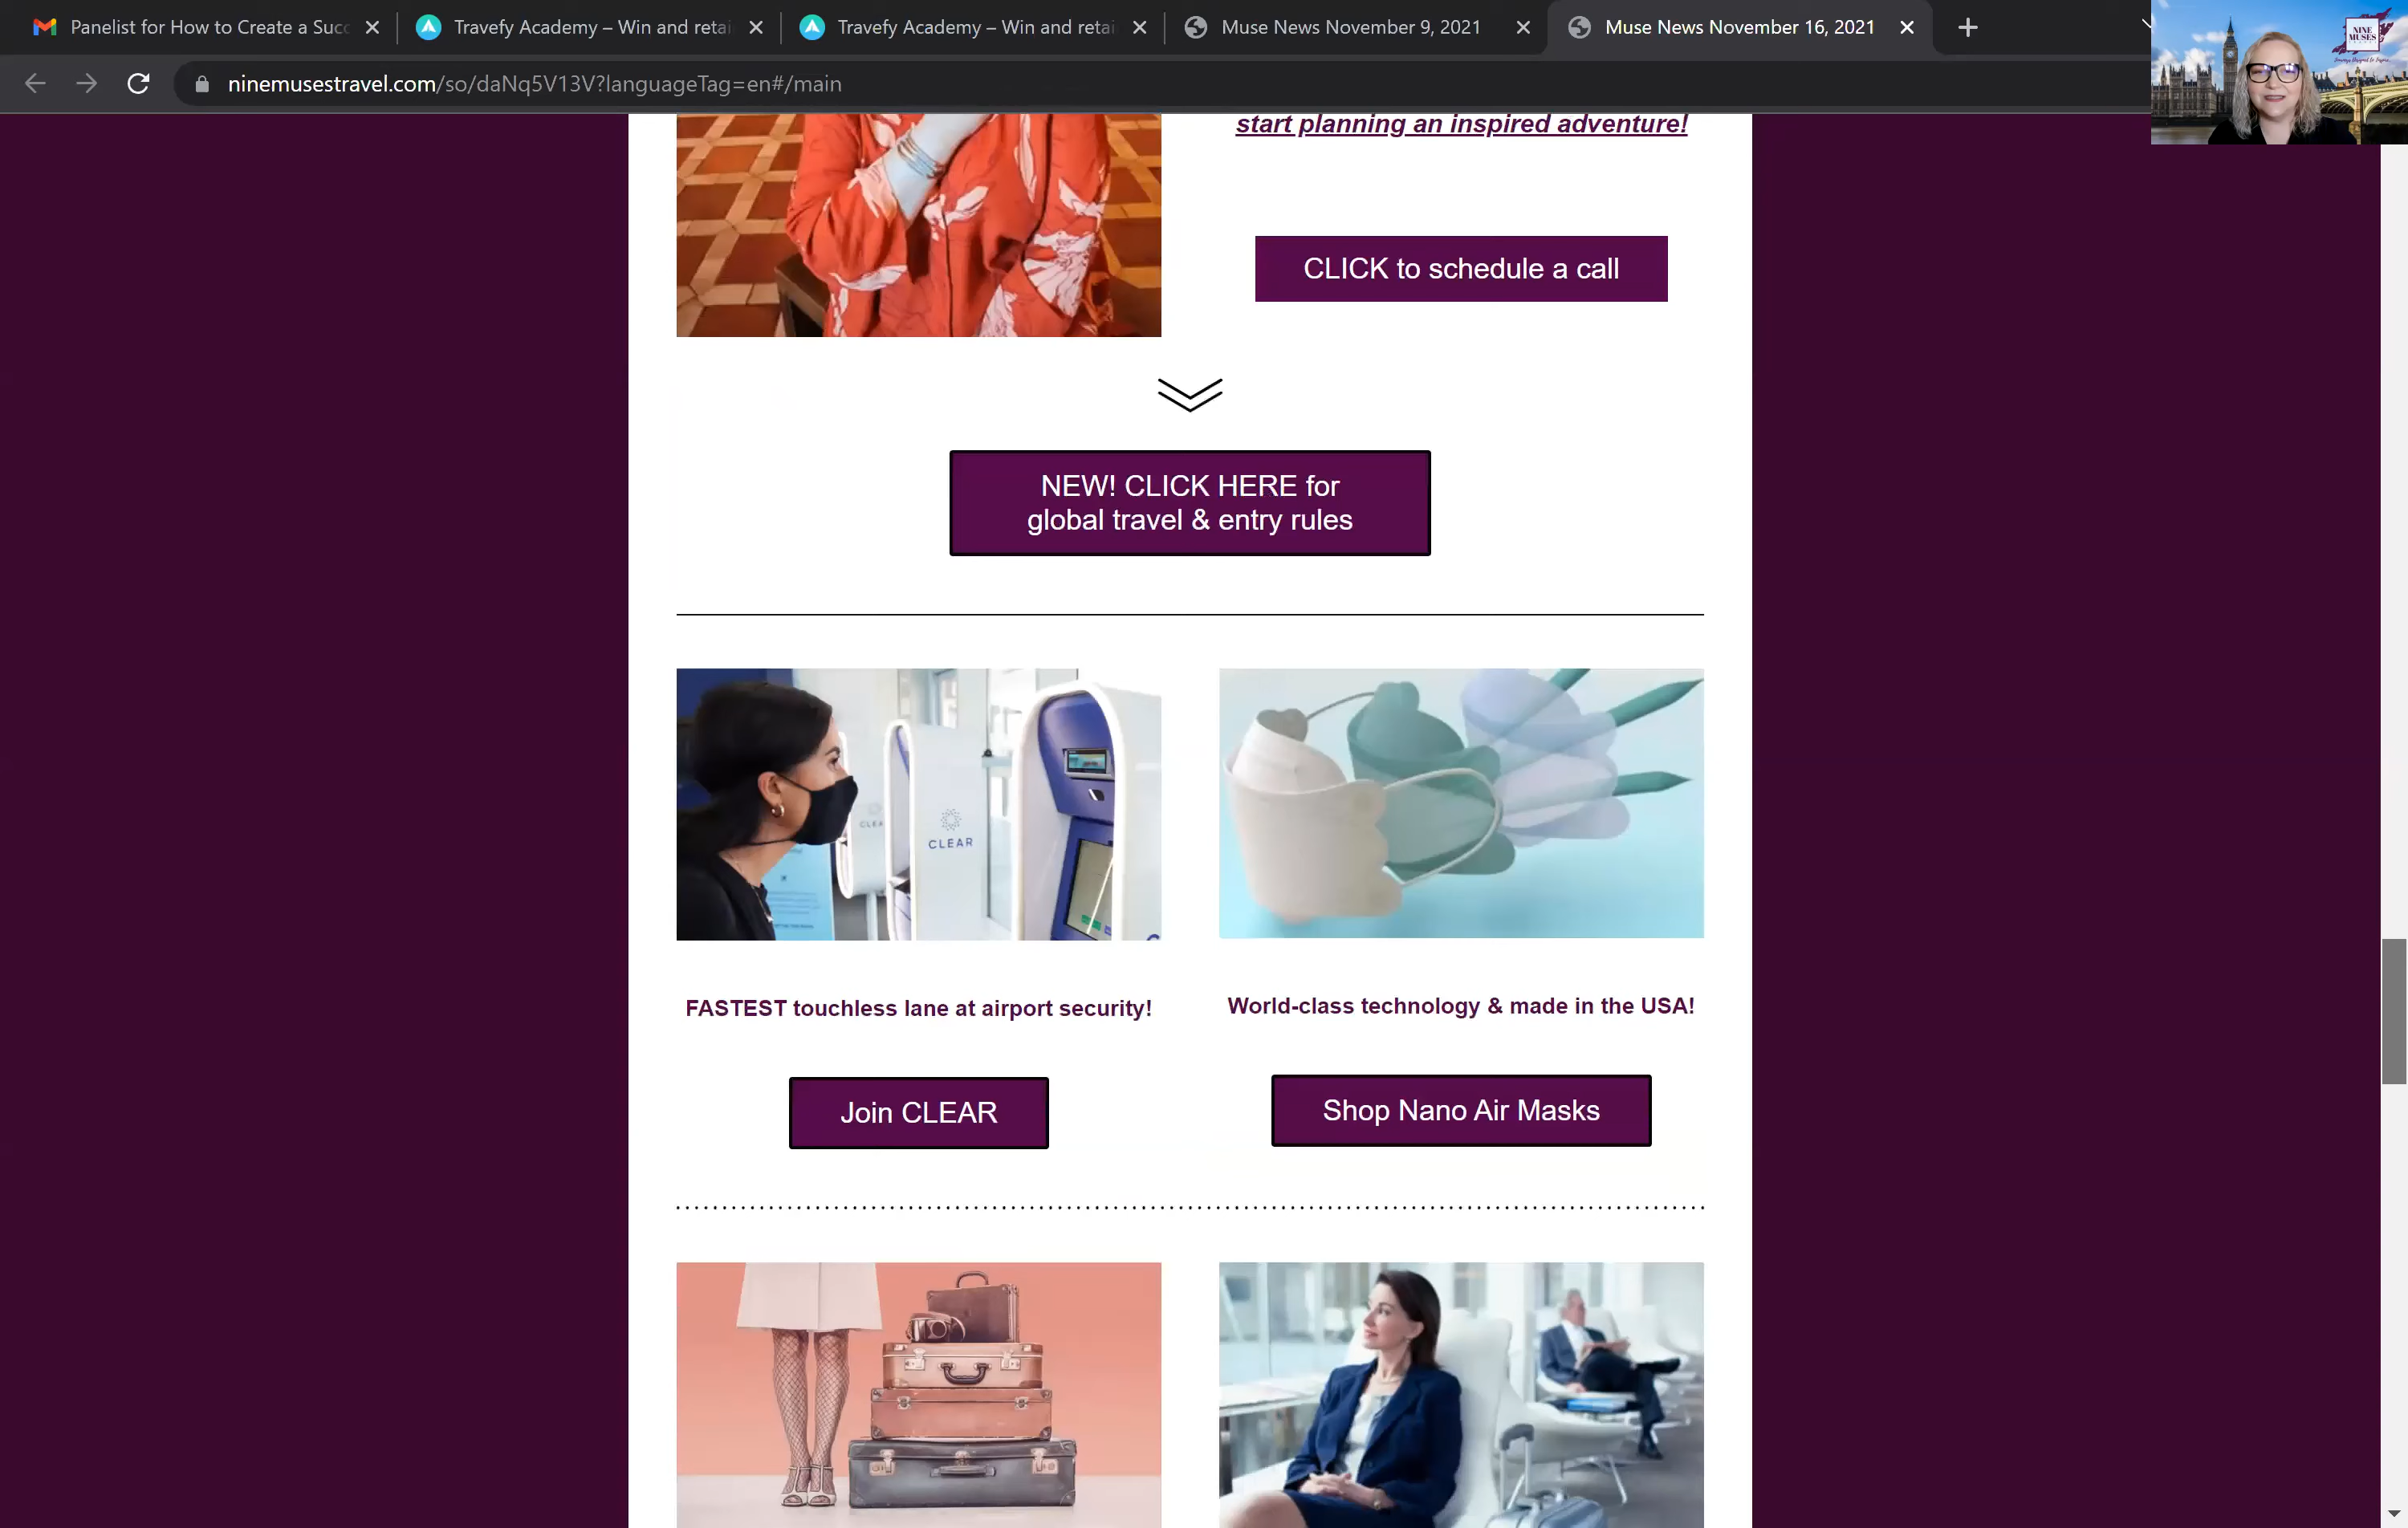 Panelist for How to Create a Succ
Travefy Academy – Win and retai
Travefy Academy – Win and retai
Muse News November 9, 2021
Muse News November 16, 2021
ninemusestravel.com/so/daNq5V13V?languageTag=en#/main
NINE
MUSES
start planning an inspired adventure!
CLICK to schedule a call
NEW! CLICK HERE for
global travel & entry rules
CLEAR
FASTEST touchless lane at airport security!
World-class technology & made in the USA!
Join CLEAR
Shop Nano Air Masks